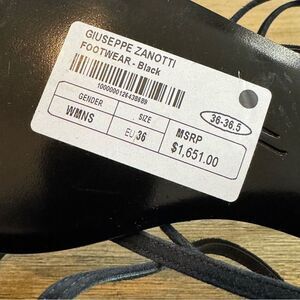 GIUSEPPE ZANOTTI
FOOTWEAR - Black
36-36.5
GENDER SIZE MSRP
WMNS EU 36 $1,651.00